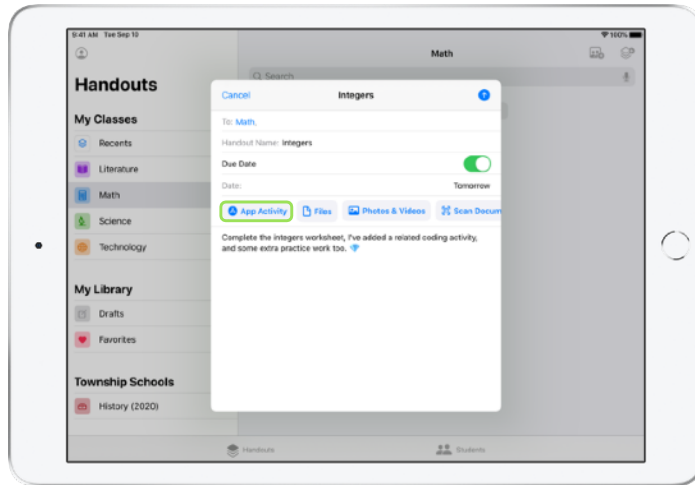 9:41 AM Tue Sep 10
100%
Handouts
My Classes
Recents
Literature
Math
Science
Technology
My Library
Drafts
Favorites
Township Schools
History (2020)
Math
Search
Cancel
Integers
To: Math,
Handout Name: Integers
Due Date
Date:
Tomorrow
App Activity
Files
Photos & Videos
Scan Docum
Complete the integers worksheet, I've added a related coding activity,
and some extra practice work too.
Handouts
Students